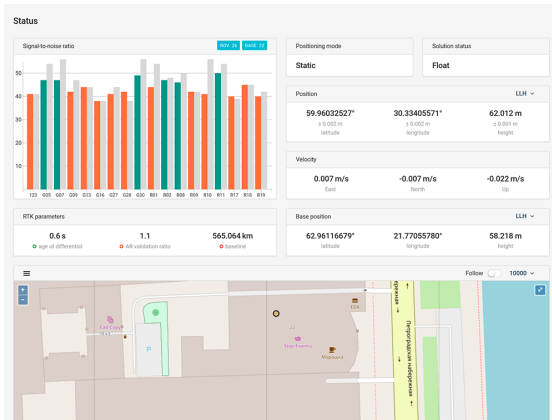 Status
Signal-to-noise ratio
ROV: 26 BASE: 22
50
40
30
20
10
133 G05 G07 G09 G13 G16 G27 G28 G30 R01 R02 R08 R09 R10 R11 R17 R18 R19
Positioning mode
Static
Solution status
Float
Position
LLH
59.96032527° 30.33405571° 62.012 m
± 0.002 m ± 0.002 m ± 0.001 m
latitude longitude height
Velocity
0.007 m/s -0.007 m/s -0.022 m/s
East North Up
RTK parameters
0.6 s 1.1 565.064 km
age of differential AR validation ratio baseline
Base position
LLH
62.96116679° 21.77055780° 58.218 m
latitude longitude height
Follow 10000
+
−
P
22
EDA
Морошка
Петроградская набережная